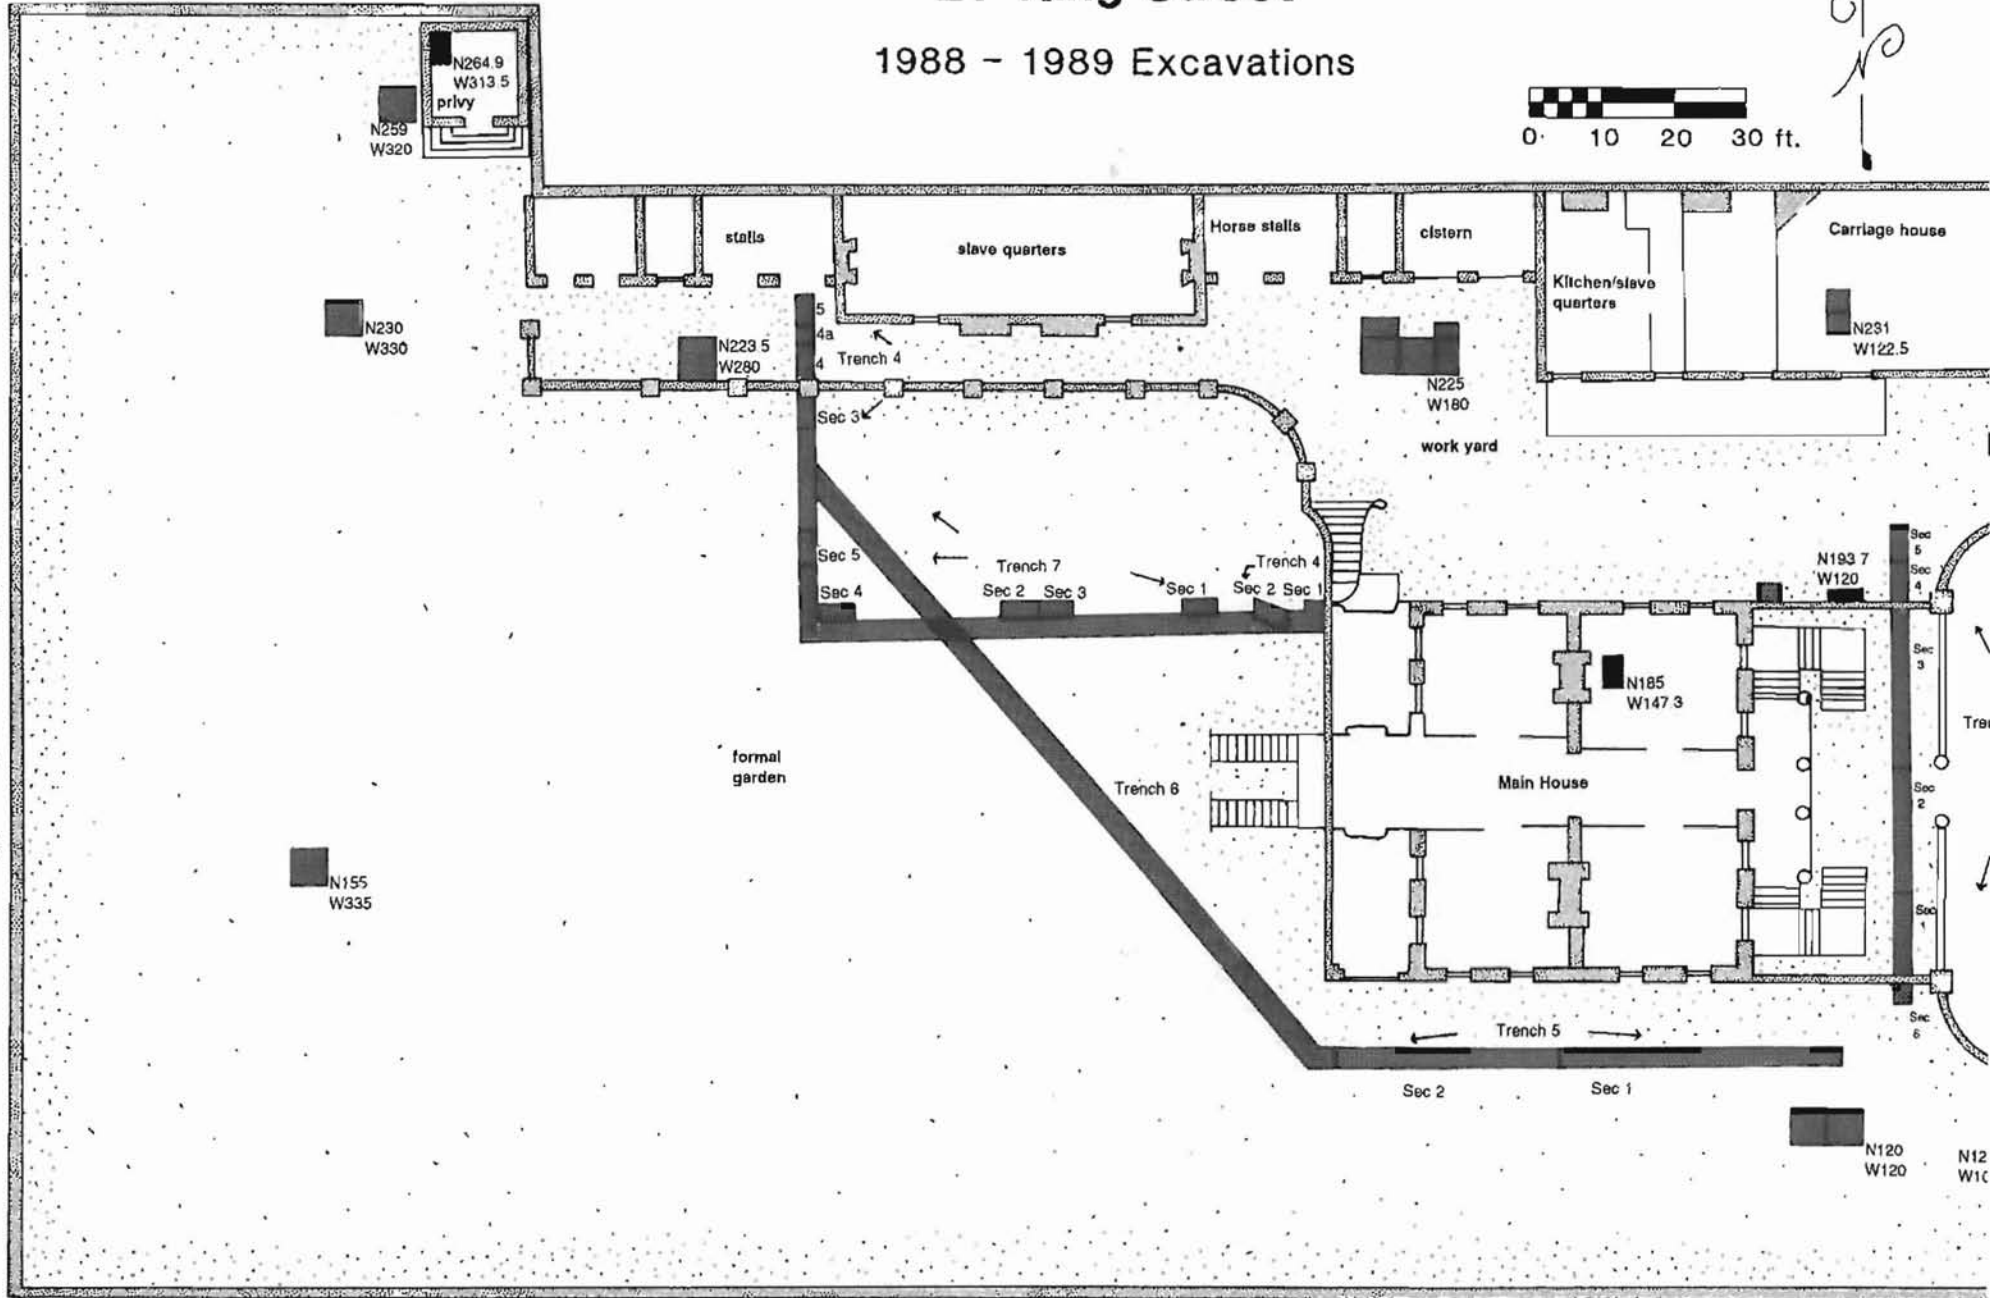 1988 - 1989 Excavations
0
10
20
30 ft.
N264.9
W313.5
privy
N259
W320
stalls
slave quarters
Horse stalls
cistern
Kitchen/slave
quarters
Carriage house
N231
W122.5
N230
W330
N223.5
W280
5
4a
4
Trench 4
N225
W180
Sec 3
work yard
Sec 5
Sec 4
Trench 7
Sec 2
Sec 3
Sec 1
Trench 4
Sec 2
Sec 1
N193.7
W120
Sec
5
Sec
4
Sec
3
N185
W147.3
formal
garden
Trench 6
Main House
Sec
2
Sec
1
N155
W335
Trench 5
Sec
6
Sec 2
Sec 1
N120
W120